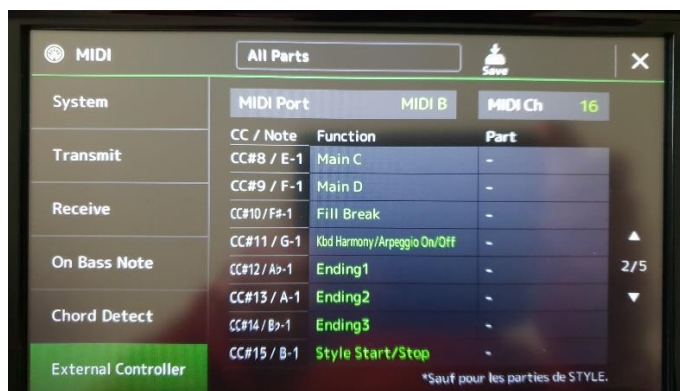 MIDI
All Parts
Save
System
Transmit
Receive
On Bass Note
Chord Detect
External Controller
MIDI Port MIDI B MIDI Ch 16
CC / Note Function Part
CC#8 / E-1 Main C -
CC#9 / F-1 Main D -
CC#10 / F#-1 Fill Break -
CC#11 / G-1 Kbd Harmony/Arpeggio On/Off -
CC#12 / A♭-1 Ending1 -
CC#13 / A-1 Ending2 -
CC#14 / B♭-1 Ending3 -
CC#15 / B-1 Style Start/Stop -
2/5
*Sauf pour les parties de STYLE.